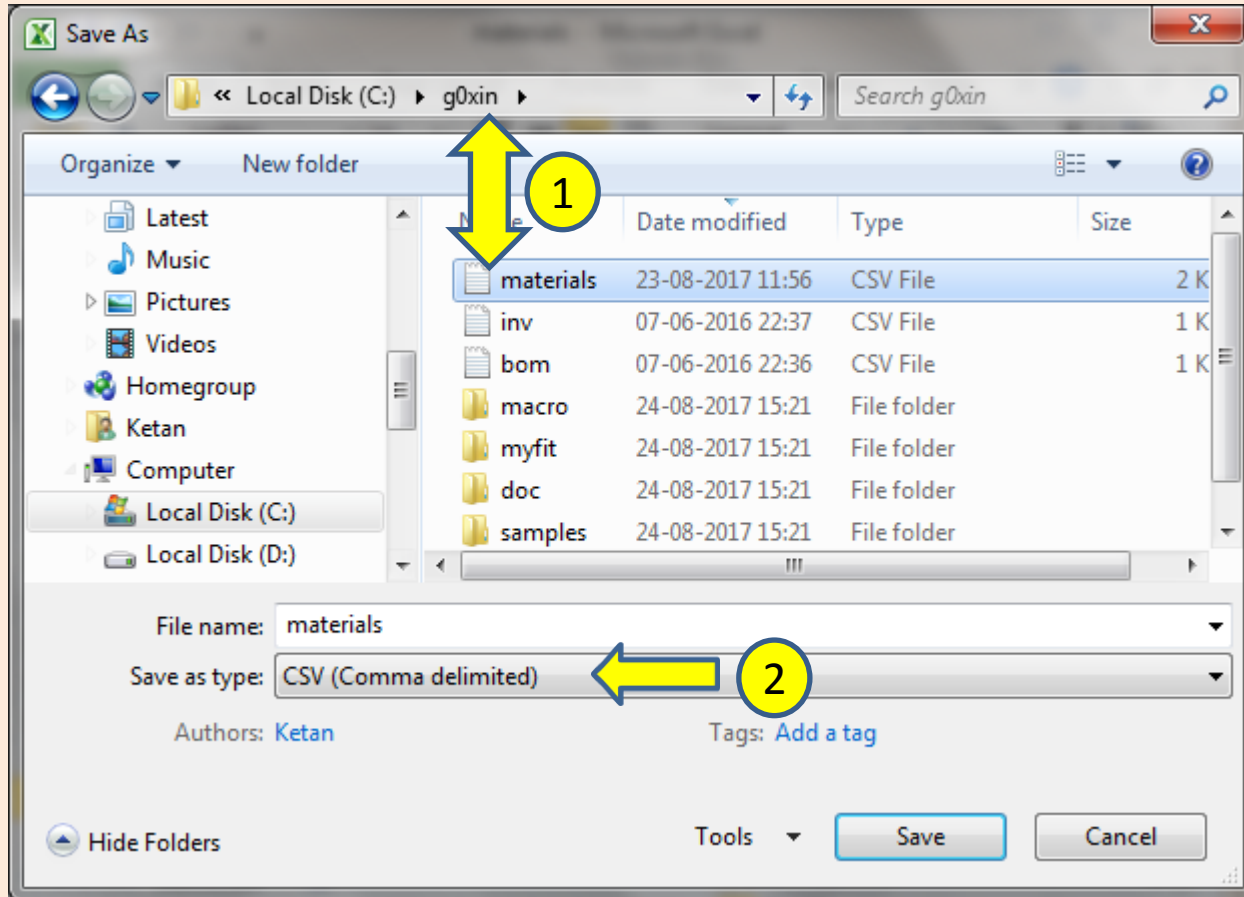 Save As
« Local Disk (C:) g0xin Search g0xin
Organize New folder
1
Date modified Type Size
Latest
Music
Pictures
Videos
Homegroup
Ketan
Computer
Local Disk (C:)
Local Disk (D:)
materials 23-08-2017 11:56 CSV File 2 K
inv 07-06-2016 22:37 CSV File 1 K
bom 07-06-2016 22:36 CSV File 1 K
macro 24-08-2017 15:21 File folder
myfit 24-08-2017 15:21 File folder
doc 24-08-2017 15:21 File folder
samples 24-08-2017 15:21 File folder
File name: materials
Save as type: CSV (Comma delimited)
2
Authors: Ketan Tags: Add a tag
Hide Folders Tools Save Cancel